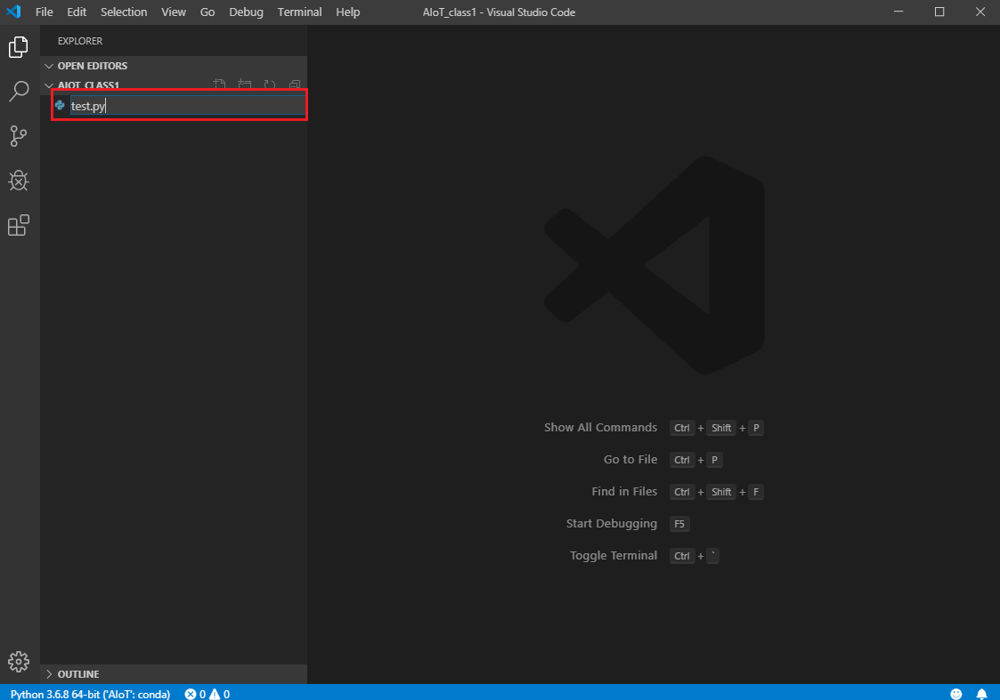 File Edit Selection View Go Debug Terminal Help AIoT_class1 - Visual Studio Code
EXPLORER
OPEN EDITORS
AIOT_CLASS1
test.py
Show All Commands Ctrl + Shift + P
Go to File Ctrl + P
Find in Files Ctrl + Shift + F
Start Debugging F5
Toggle Terminal Ctrl + `
OUTLINE
Python 3.6.8 64-bit ('AIoT': conda) 0 0